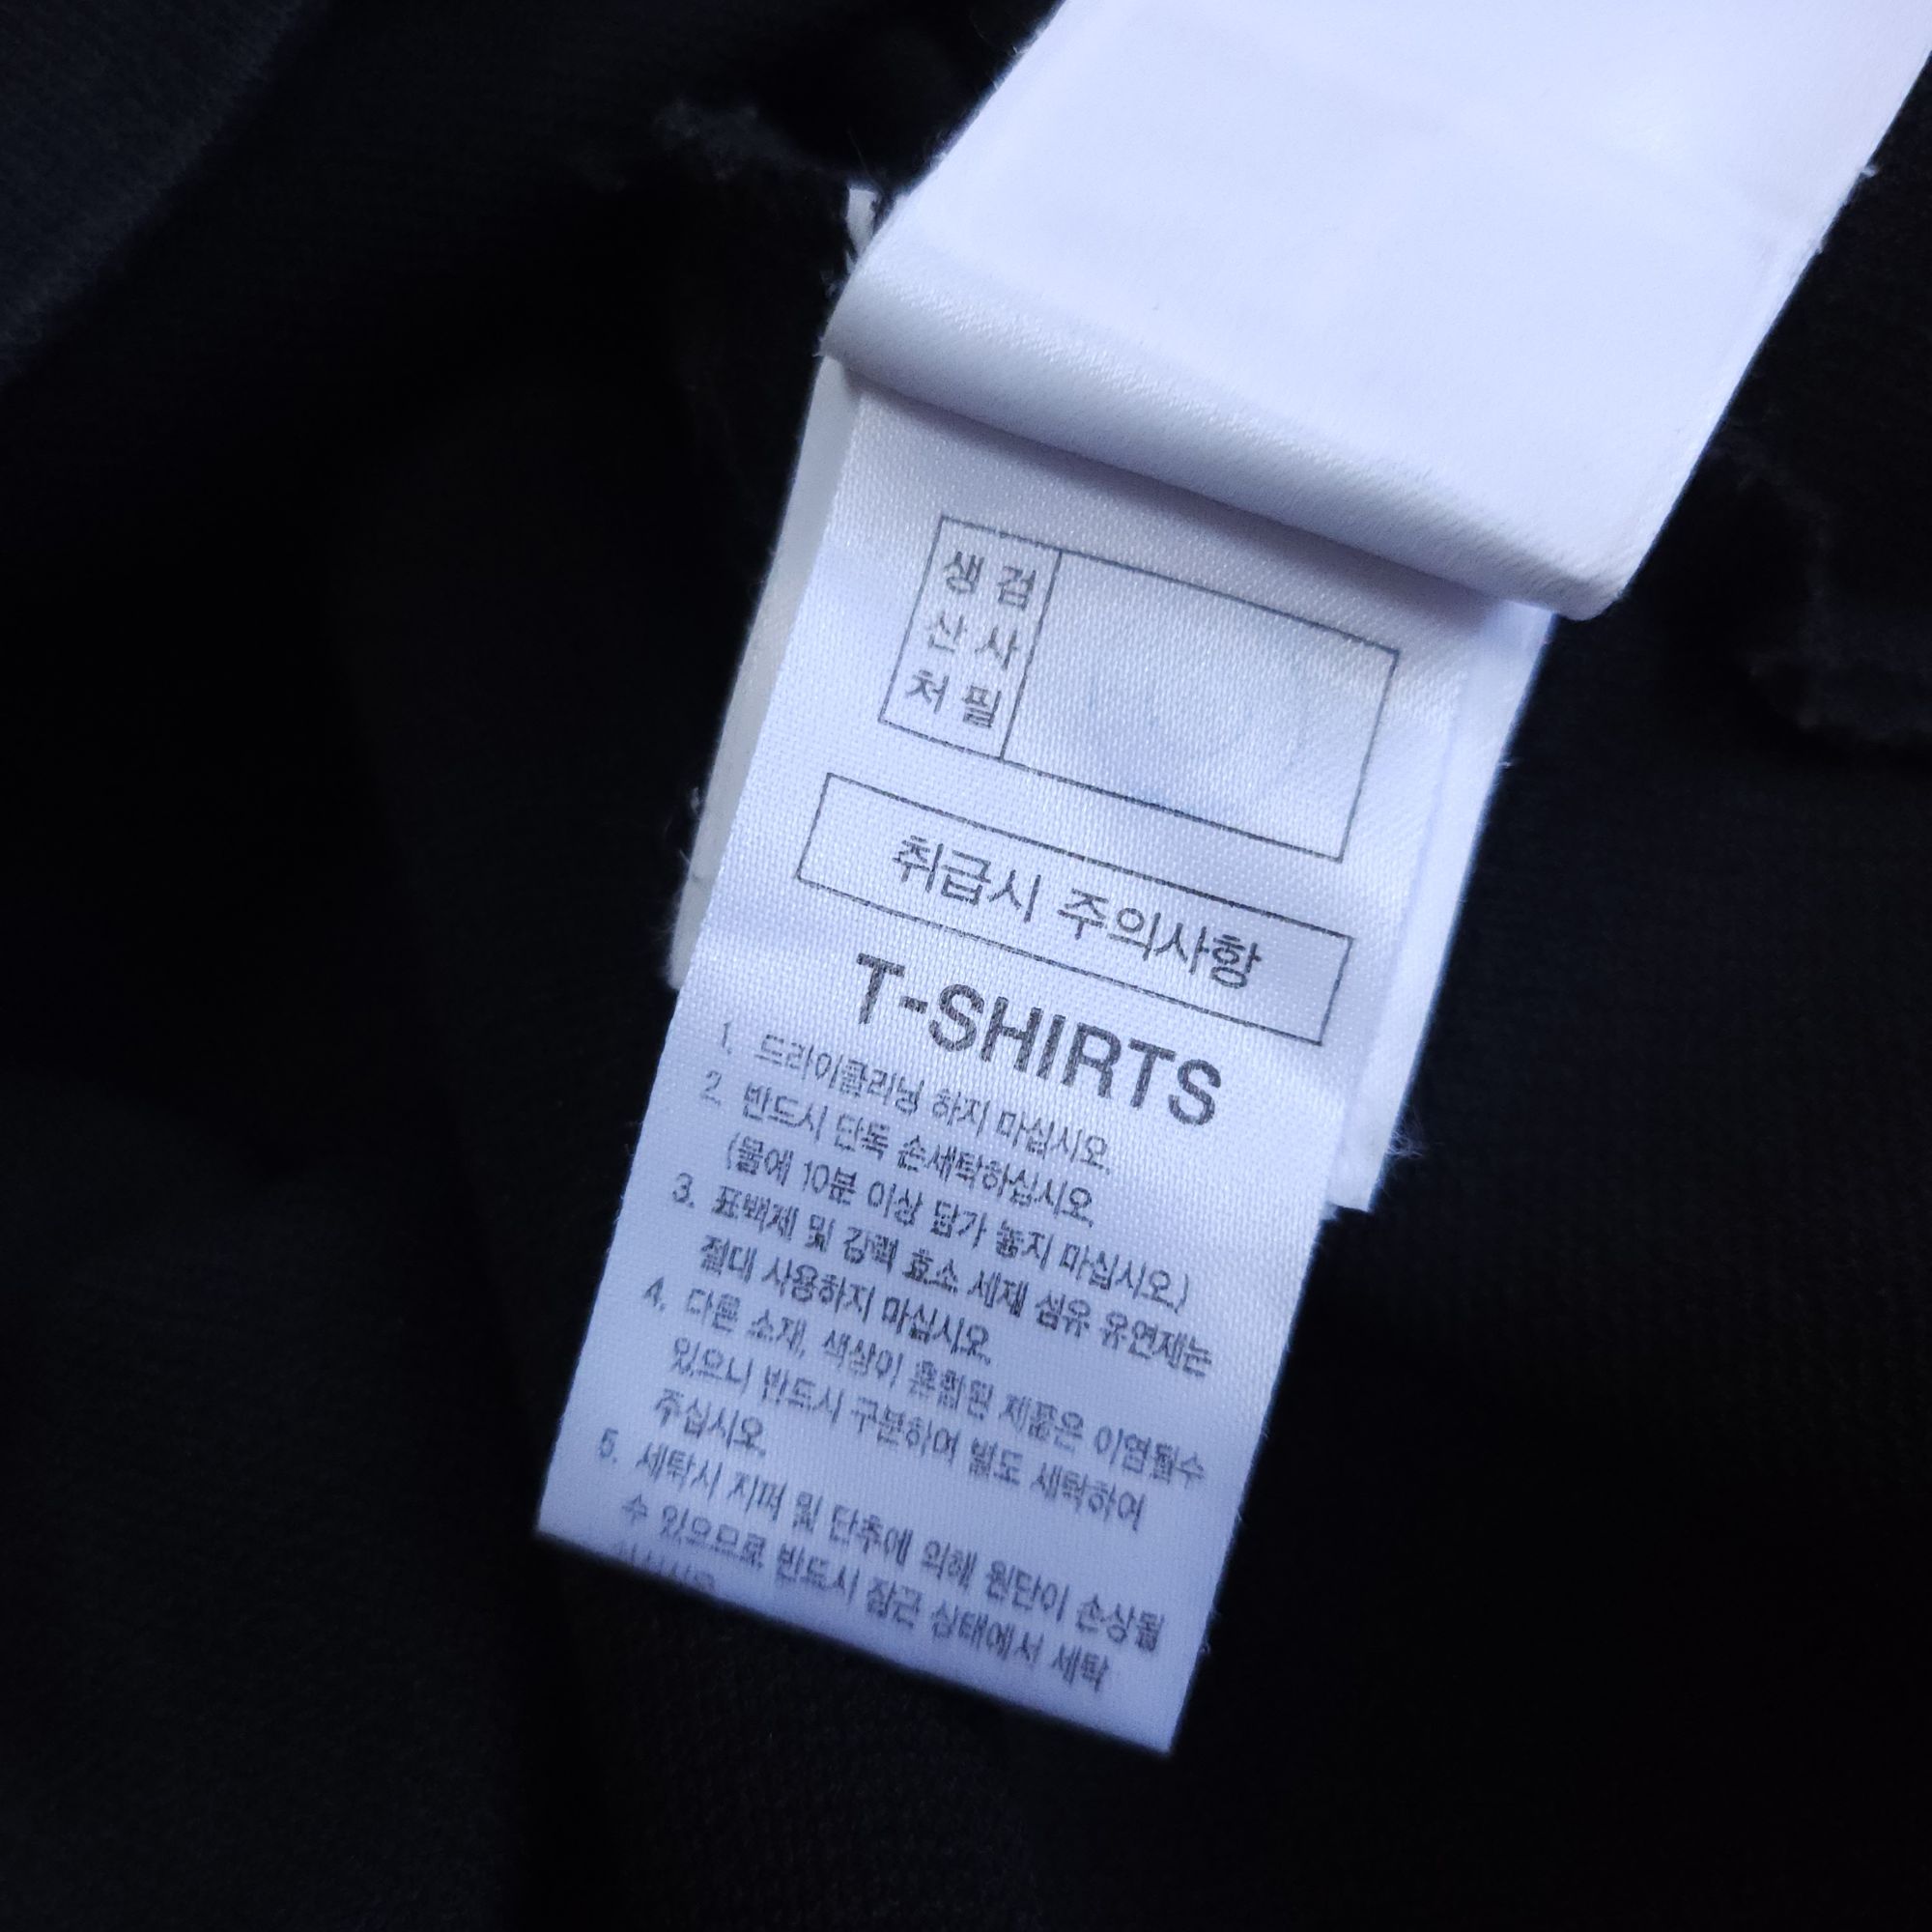 생산처
검사필
취급시 주의사항
T-SHIRTS
1. 드라이클리닝 하지 마십시오.
2. 반드시 단독 손세탁하십시오.
(물에 10분 이상 담가 놓지 마십시오.)
3. 표백제 및 강력 효소 세제 섬유 유연제는
절대 사용하지 마십시오.
4. 다른 소재, 색상이 혼합된 제품은 이염될수
있으니 반드시 구분하여 별도 세탁하여
주십시오.
5. 세탁시 지퍼 및 단추에 의해 원단이 손상될
수 있으므로 반드시 잠근 상태에서 세탁